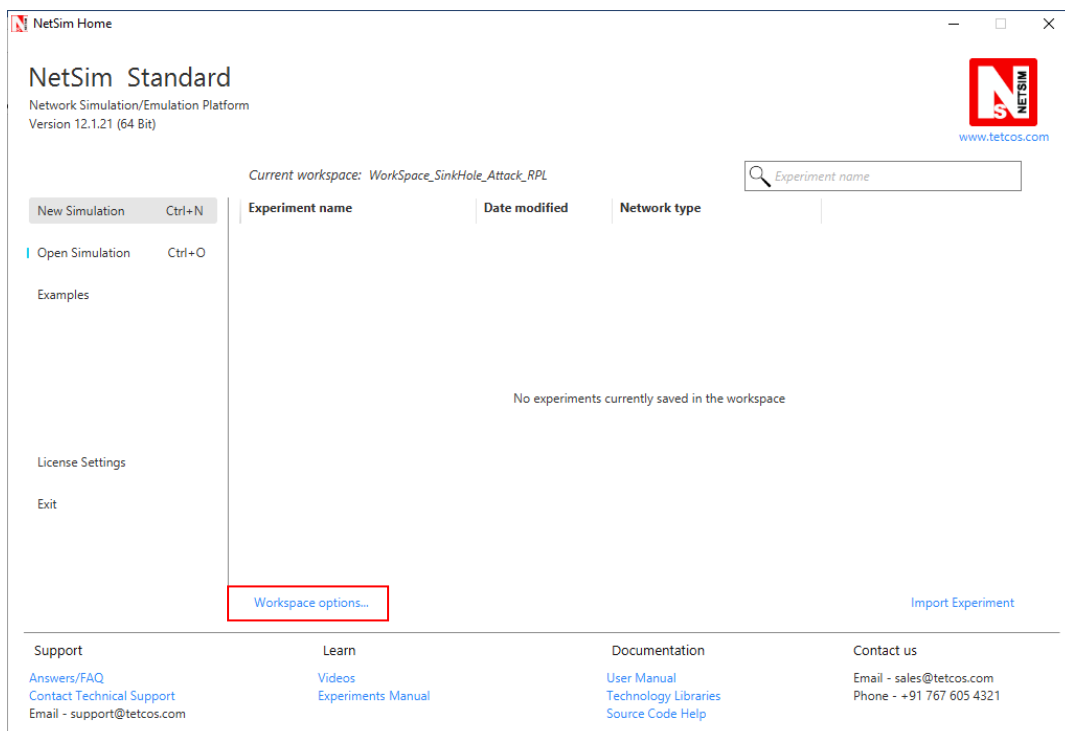 NetSim Home
NetSim Standard
Network Simulation/Emulation Platform
Version 12.1.21 (64 Bit)
NS NETSIM
www.tetcos.com
Current workspace: WorkSpace_SinkHole_Attack_RPL
Experiment name
New Simulation Ctrl+N
Experiment name Date modified Network type
Open Simulation Ctrl+O
Examples
No experiments currently saved in the workspace
License Settings
Exit
Workspace options...
Import Experiment
Support
Answers/FAQ
Contact Technical Support
Email - support@tetcos.com
Learn
Videos
Experiments Manual
Documentation
User Manual
Technology Libraries
Source Code Help
Contact us
Email - sales@tetcos.com
Phone - +91 767 605 4321